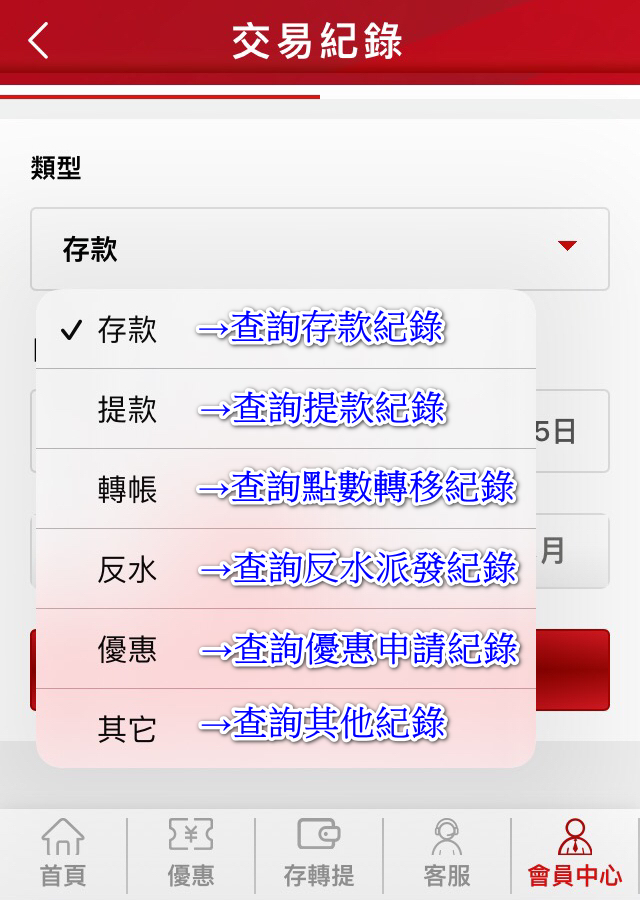 交易紀錄
類型
存款
存款 →查詢存款紀錄
提款 →查詢提款紀錄
5日
轉帳 →查詢點數轉移紀錄
反水 →查詢反水派發紀錄
月
優惠 →查詢優惠申請紀錄
其它 →查詢其他紀錄
首頁 優惠 存轉提 客服 會員中心